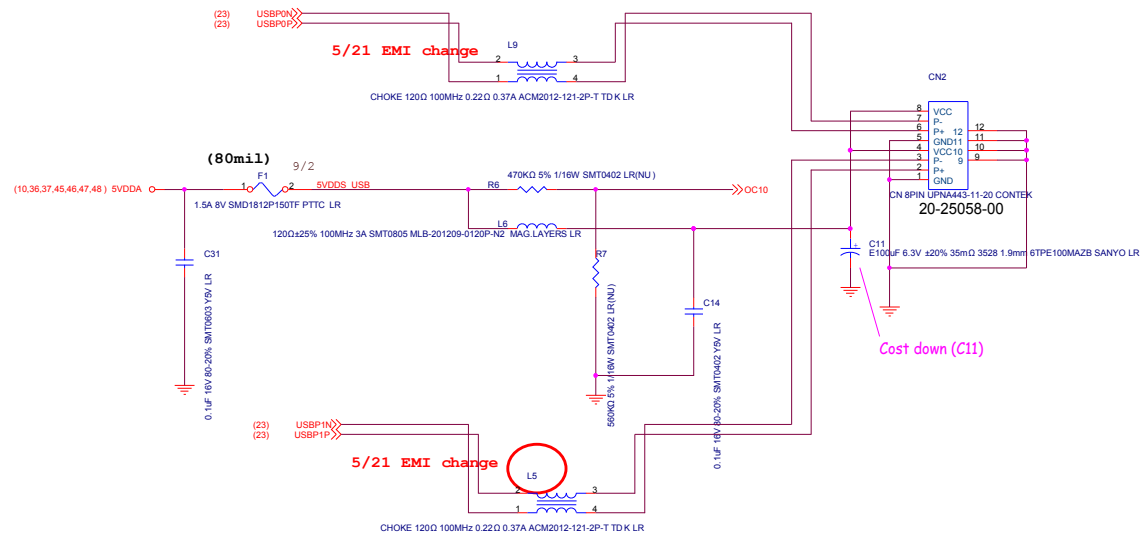 (23) USBP0N
(23) USBP0P
5/21 EMI change
L9
2 3
1 4
CHOKE 120Ω 100MHz 0.22Ω 0.37A ACM2012-121-2P-T TDK LR
CN2
8 VCC
7 P-
6 P+ 12 12
5 GND11 11
4 VCC10 10
3 P- 9 9
2 P+
1 GND
CN 8PIN UPNA443-11-20 CONTEK
20-25058-00
(80mil)
9/2
(10,36,37,45,46,47,48) 5VDDA
F1
1 2
5VDDS_USB
1.5A 8V SMD1812P150TF PTTC LR
470KΩ 5% 1/16W SMT0402 LR(NU)
R6
OC10
L6
120Ω±25% 100MHz 3A SMT0805 MLB-201209-0120P-N2 MAG.LAYERS LR
C31
0.1uF 16V 80-20% SMT0603 Y5V LR
R7
560KΩ 5% 1/16W SMT0402 LR(NU)
C14
0.1uF 16V 80-20% SMT0402 Y5V LR
C11
+
E100uF 6.3V ±20% 35mΩ 3528 1.9mm 6TPE100MAZB SANYO LR
Cost down (C11)
(23) USBP1N
(23) USBP1P
5/21 EMI change
L5
2 3
1 4
CHOKE 120Ω 100MHz 0.22Ω 0.37A ACM2012-121-2P-T TDK LR